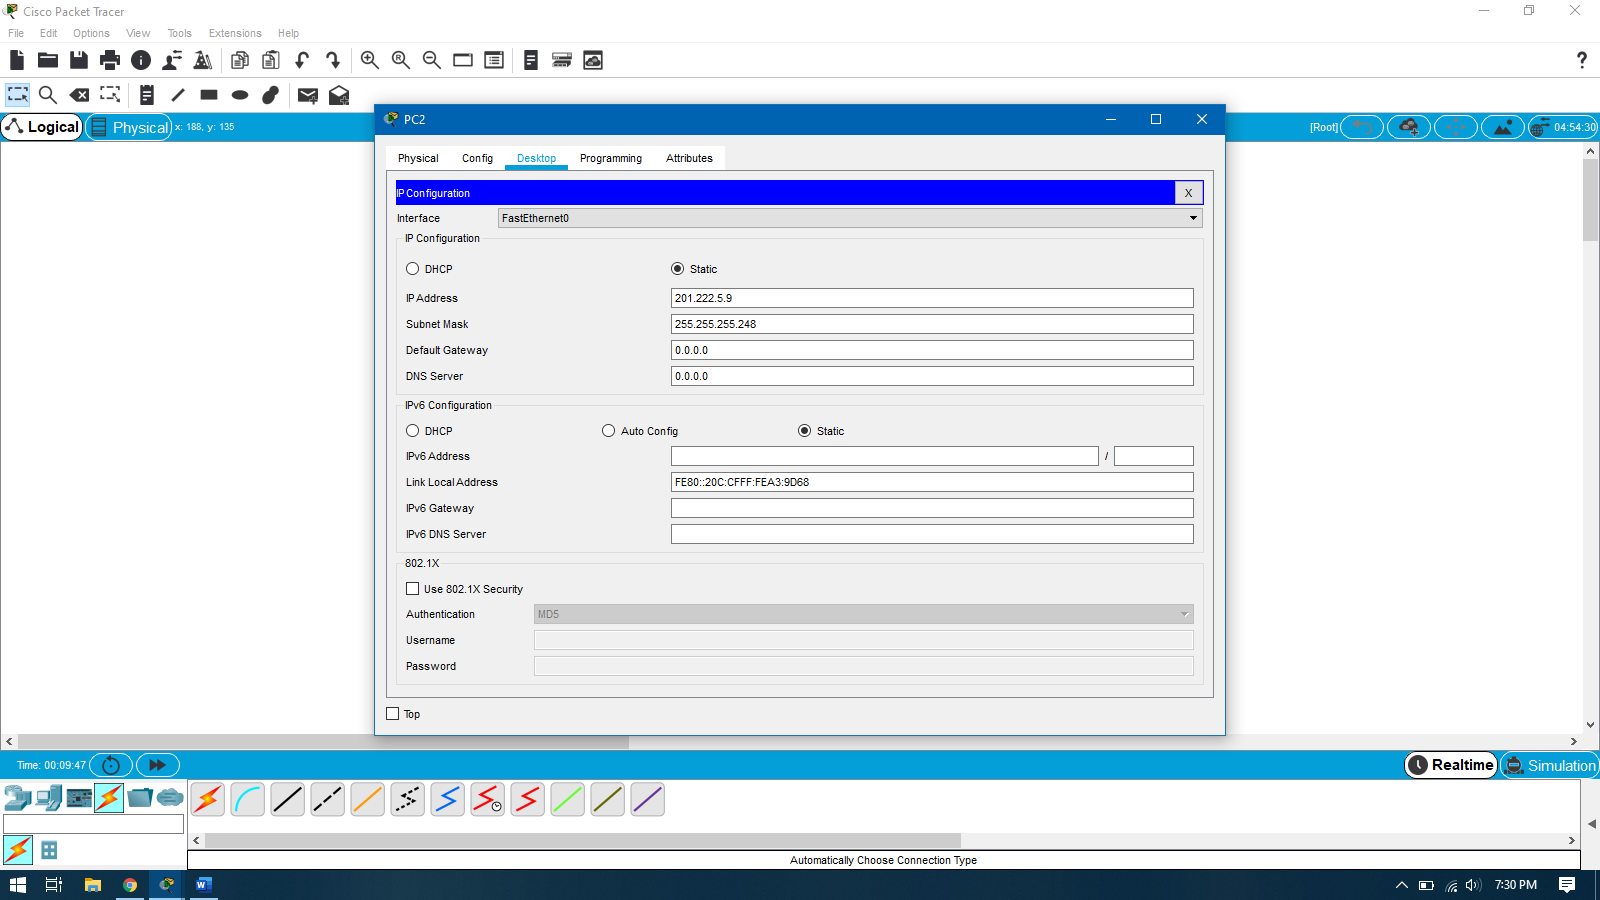 Cisco Packet Tracer
File Edit Options View Tools Extensions Help
Logical Physical x: 188, y: 135 [Root] 04:54:30
PC2
Physical Config Desktop Programming Attributes
IP Configuration X
Interface FastEthernet0
IP Configuration
DHCP Static
IP Address 201.222.5.9
Subnet Mask 255.255.255.248
Default Gateway 0.0.0.0
DNS Server 0.0.0.0
IPv6 Configuration
DHCP Auto Config Static
IPv6 Address /
Link Local Address FE80::20C:CFFF:FEA3:9D68
IPv6 Gateway
IPv6 DNS Server
802.1X
Use 802.1X Security
Authentication MD5
Username
Password
Top
Time: 00:09:47 Realtime Simulation
Automatically Choose Connection Type
7:30 PM